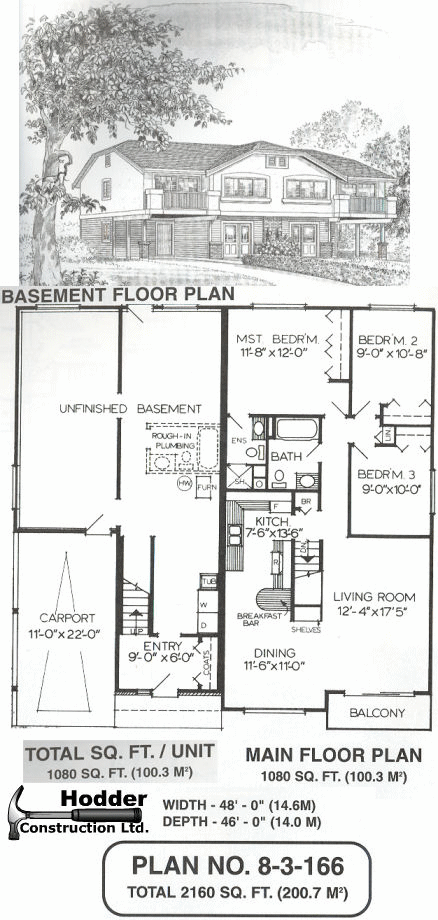 BASEMENT FLOOR PLAN
UNFINISHED BASEMENT
ROUGH-IN
PLUMBING
HW
FURN
CARPORT
11'-0"x 22'-0"
UP
TUB
W
D
ENTRY
9'-0"x 6'-0"
COATS
MST. BEDR'M.
11'-8" x 12'-0"
BEDR'M. 2
9'-0" x 10'-8"
ENS
BATH
LIN
SH
BEDR'M. 3
9'-0"x10'-0"
F
BR
KITCH.
7'-6"x13'-6"
R
DN
BREAKFAST
BAR
SHELVES
LIVING ROOM
12'-4"x 17'5"
DINING
11'-6"x11'-0"
BALCONY
TOTAL SQ. FT. / UNIT
1080 SQ. FT. (100.3 M²)
MAIN FLOOR PLAN
1080 SQ. FT. (100.3 M²)
Hodder
Construction Ltd.
WIDTH - 48' - 0" (14.6M)
DEPTH - 46' - 0" (14.0 M)
PLAN NO. 8-3-166
TOTAL 2160 SQ. FT. (200.7 M²)